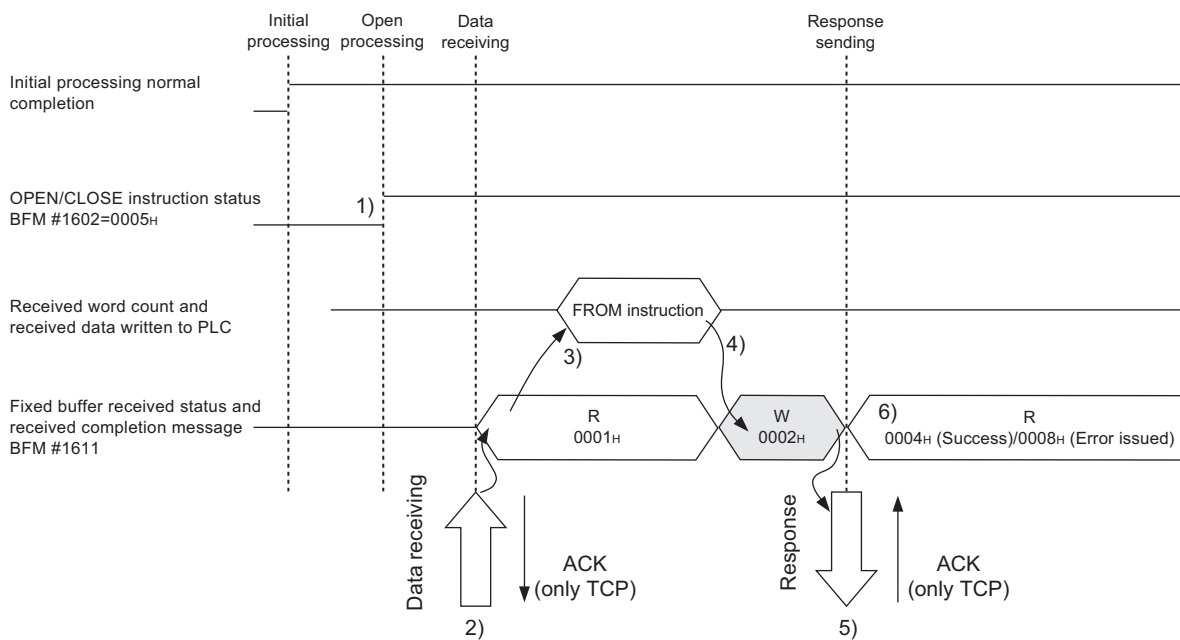 Initial
processing
Open
processing
Data
receiving
Response
sending
Initial processing normal
completion
OPEN/CLOSE instruction status
BFM #1602=0005H
1)
Received word count and
received data written to PLC
FROM instruction
3)
4)
Fixed buffer received status and
received completion message
BFM #1611
R
0001H
W
0002H
6)
R
0004H (Success)/0008H (Error issued)
Data receiving
ACK
(only TCP)
2)
Response
ACK
(only TCP)
5)